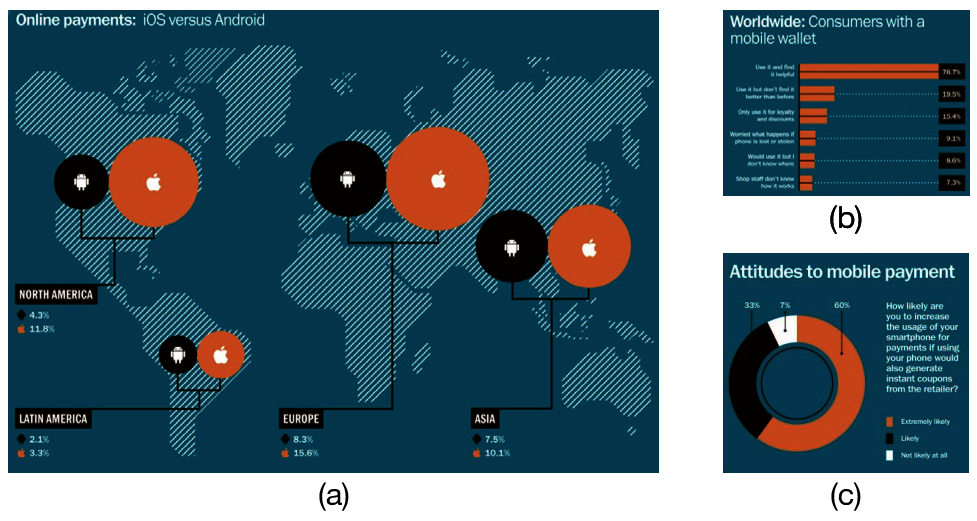 Online payments: iOS versus Android
NORTH AMERICA
4.3%
11.8%
LATIN AMERICA
2.1%
3.3%
EUROPE
8.3%
15.6%
ASIA
7.5%
10.1%
(a)
Worldwide: Consumers with a
mobile wallet
Use it and find
it helpful
76.7%
Use it but don't find it
better than before
19.5%
Only use it for loyalty
and discounts
15.4%
Worried what happens if
phone is lost or stolen
9.1%
Would use it but I
don't know where
8.6%
Shop staff don't know
how it works
7.3%
(b)
Attitudes to mobile payment
33%
7%
60%
How likely are
you to increase
the usage of your
smartphone for
payments if using
your phone would
also generate
instant coupons
from the retailer?
Extremely likely
Likely
Not likely at all
(c)